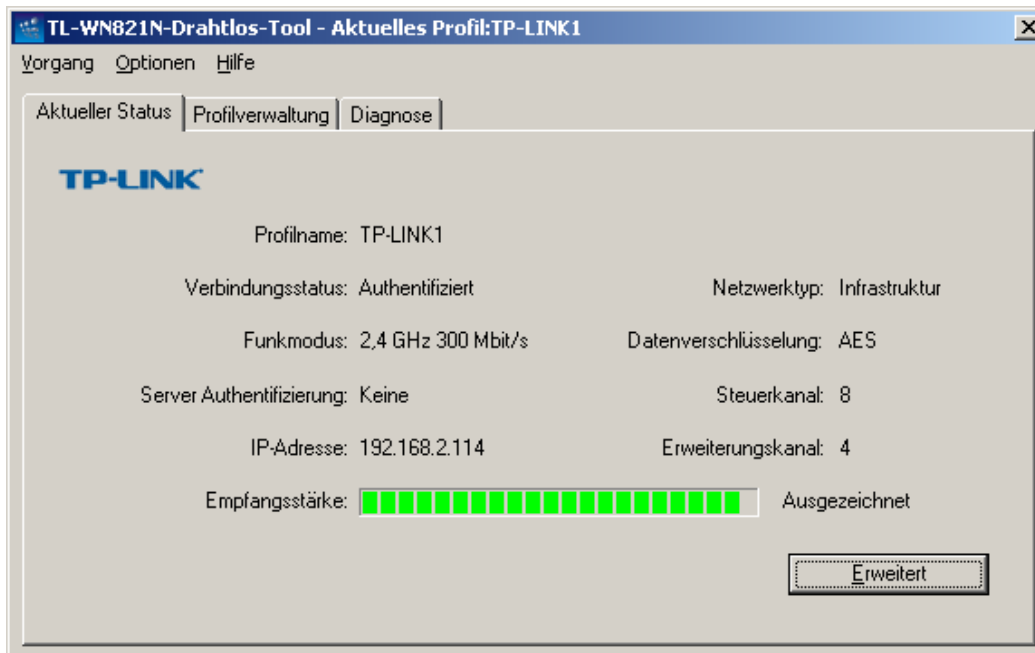 TL-WN821N-Drahtlos-Tool - Aktuelles Profil:TP-LINK1
Vorgang Optionen Hilfe
Aktueller Status Profilverwaltung Diagnose
TP-LINK
Profilname: TP-LINK1
Verbindungsstatus: Authentifiziert Netzwerktyp: Infrastruktur
Funkmodus: 2,4 GHz 300 Mbit/s Datenverschlüsselung: AES
Server Authentifizierung: Keine Steuerkanal: 8
IP-Adresse: 192.168.2.114 Erweiterungskanal: 4
Empfangsstärke: Ausgezeichnet
Erweitert